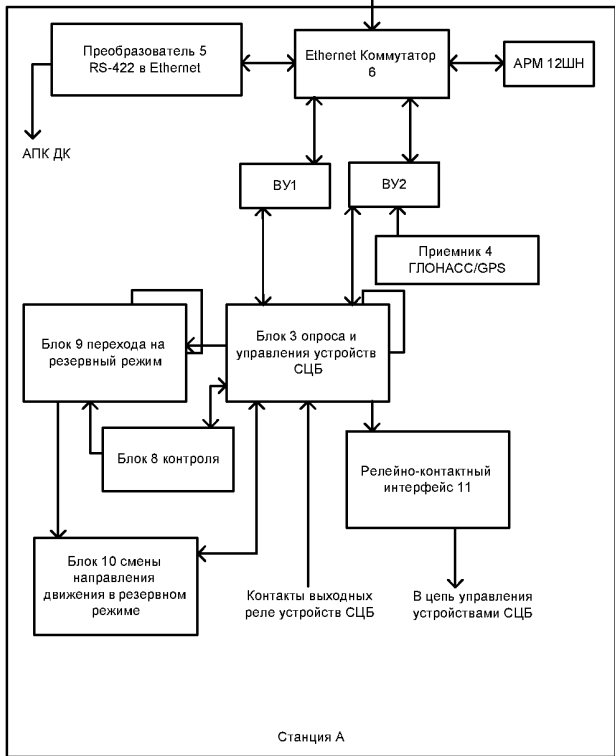 Преобразователь 5
RS-422 в Ethernet
Ethernet Коммутатор
6
АРМ 12ШН
АПК ДК
ВУ1
ВУ2
Приемник 4
ГЛОНАСС/GPS
Блок 9 перехода на
резервный режим
Блок 3 опроса и
управления устройств
СЦБ
Блок 8 контроля
Релейно-контактный
интерфейс 11
Блок 10 смены
направления
движения в резервном
режиме
Контакты выходных
реле устройств СЦБ
В цепь управления
устройствами СЦБ
Станция А